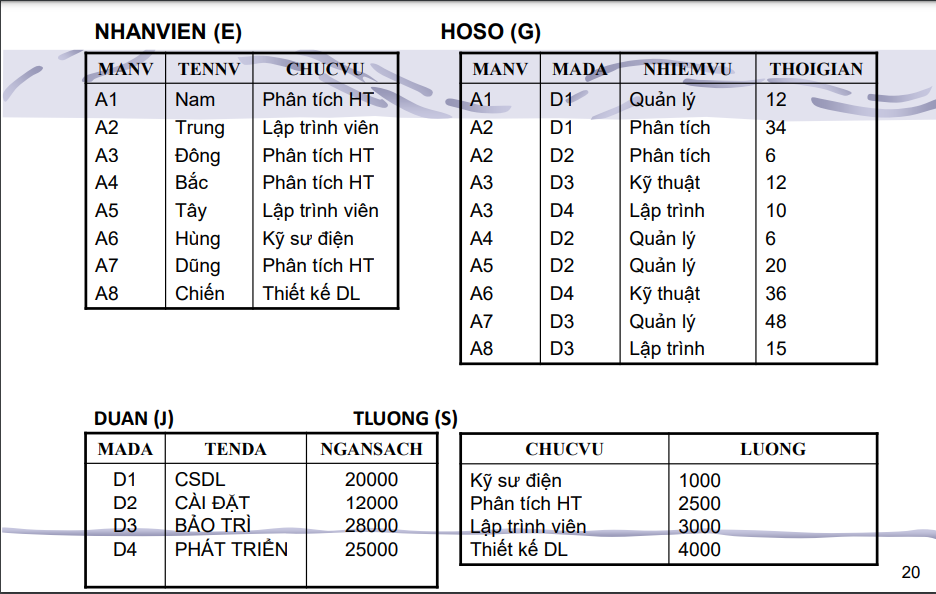 NHANVIEN (E)
MANV TENNV CHUCVU
A1 Nam Phân tích HT
A2 Trung Lập trình viên
A3 Đông Phân tích HT
A4 Bắc Phân tích HT
A5 Tây Lập trình viên
A6 Hùng Kỹ sư điện
A7 Dũng Phân tích HT
A8 Chiến Thiết kế DL
HOSO (G)
MANV MADA NHIEMVU THOIGIAN
A1 D1 Quản lý 12
A2 D1 Phân tích 34
A2 D2 Phân tích 6
A3 D3 Kỹ thuật 12
A3 D4 Lập trình 10
A4 D2 Quản lý 6
A5 D2 Quản lý 20
A6 D4 Kỹ thuật 36
A7 D3 Quản lý 48
A8 D3 Lập trình 15
DUAN (J)
MADA TENDA NGANSACH
D1 CSDL 20000
D2 CÀI ĐẶT 12000
D3 BẢO TRÌ 28000
D4 PHÁT TRIỂN 25000
TLUONG (S)
CHUCVU LUONG
Kỹ sư điện 1000
Phân tích HT 2500
Lập trình viên 3000
Thiết kế DL 4000
20